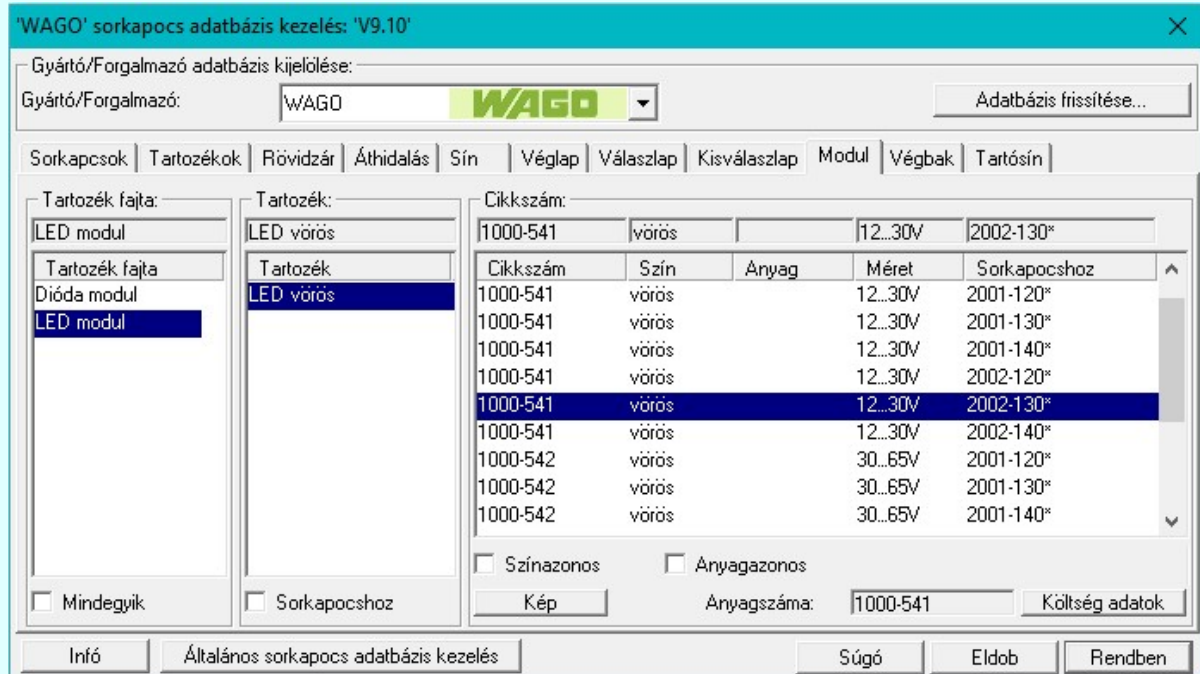 'WAGO' sorkapocs adatbázis kezelés: 'V9.10'
Gyártó/Forgalmazó adatbázis kijelölése:
Gyártó/Forgalmazó: WAGO WAGO Adatbázis frissítése...
Sorkapcsok Tartozékok Rövidzár Áthidalás Sín Véglap Válaszlap Kisválaszlap Modul Végbak Tartósín
Tartozék fajta: Tartozék: Cikkszám:
LED modul LED vörös 1000-541 vörös 12...30V 2002-130*
Tartozék fajta Tartozék Cikkszám Szín Anyag Méret Sorkapocshoz
Dióda modul LED vörös 1000-541 vörös 12...30V 2001-120*
LED modul 1000-541 vörös 12...30V 2001-130*
1000-541 vörös 12...30V 2001-140*
1000-541 vörös 12...30V 2002-120*
1000-541 vörös 12...30V 2002-130*
1000-541 vörös 12...30V 2002-140*
1000-542 vörös 30...65V 2001-120*
1000-542 vörös 30...65V 2001-130*
1000-542 vörös 30...65V 2001-140*
Színazonos Anyagazonos
Mindegyik Sorkapocshoz Kép Anyagszáma: 1000-541 Költség adatok
Infó Általános sorkapocs adatbázis kezelés Súgó Eldob Rendben